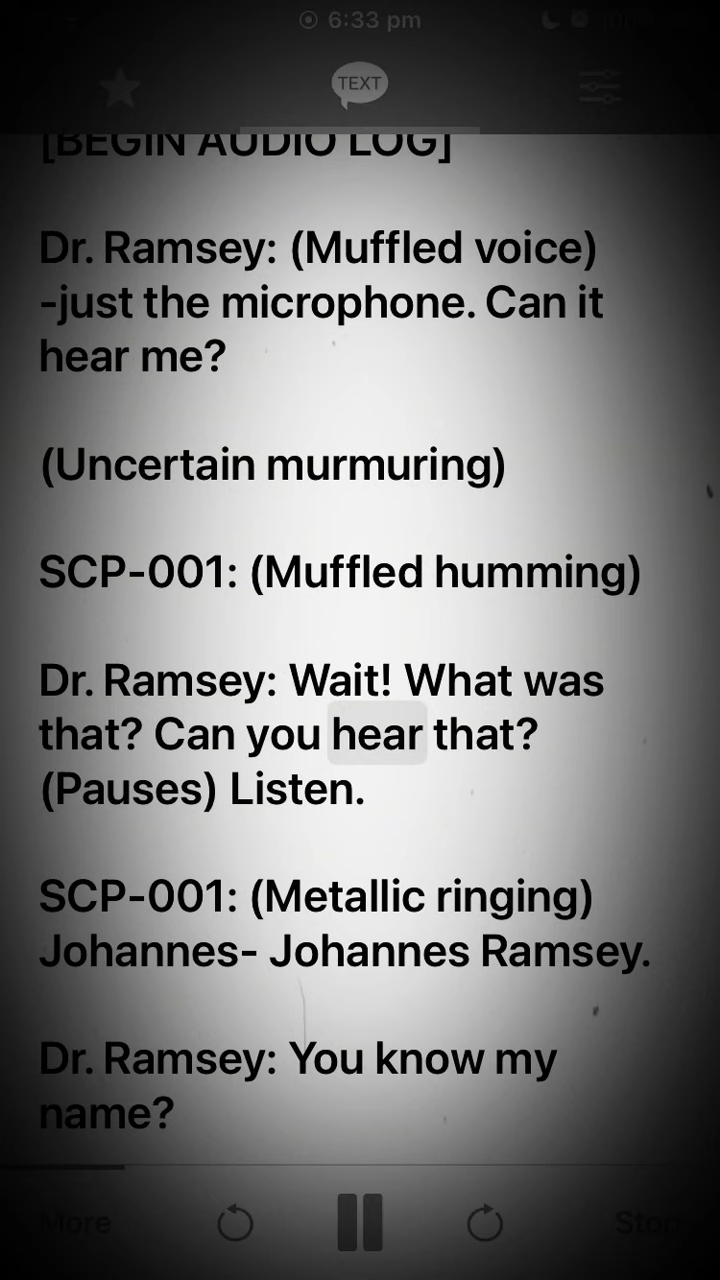 6:33 pm
TEXT
[BEGIN AUDIO LOG]
Dr. Ramsey: (Muffled voice)
-just the microphone. Can it
hear me?
(Uncertain murmuring)
SCP-001: (Muffled humming)
Dr. Ramsey: Wait! What was
that? Can you hear that?
(Pauses) Listen.
SCP-001: (Metallic ringing)
Johannes- Johannes Ramsey.
Dr. Ramsey: You know my
name?
More